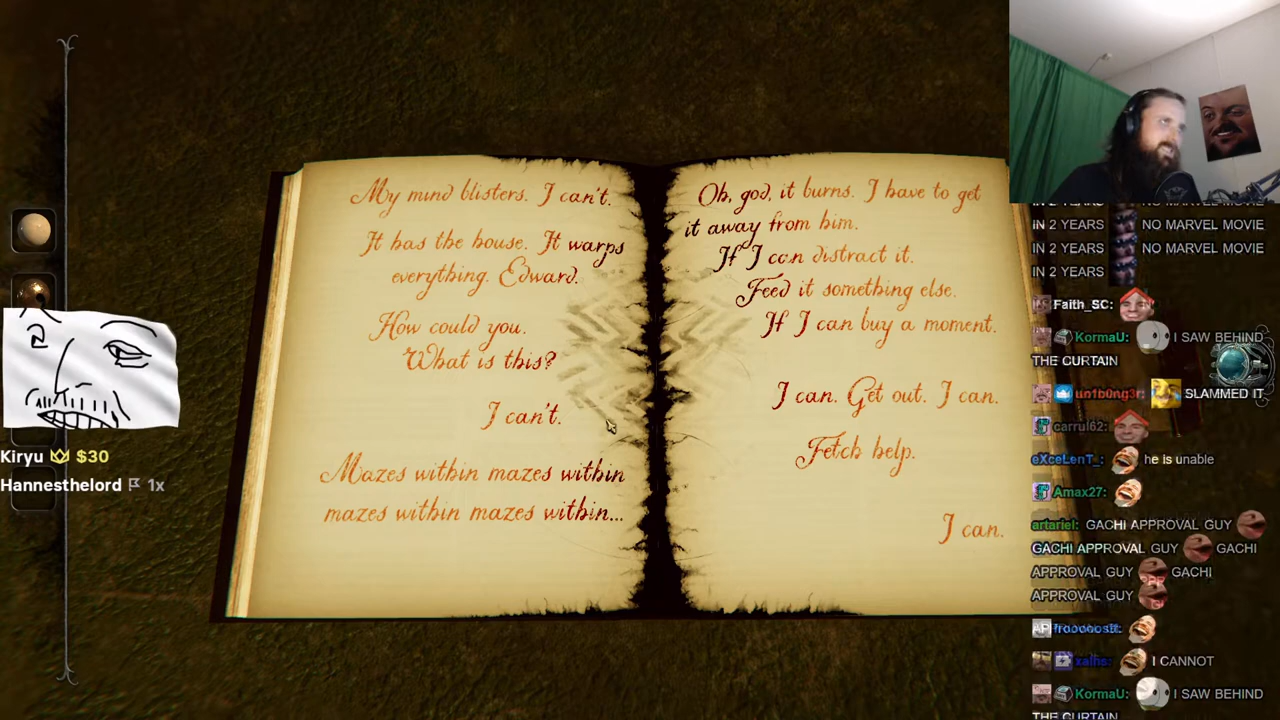 My mind blisters. I can't.
It has the house. It warps
everything. Edward.
How could you.
What is this?
I can't.
Mazes within mazes within
mazes within mazes within...
Oh, god, it burns. I have to get
it away from him.
If I can distract it.
Feed it something else.
If I can buy a moment.
I can. Get out. I can.
Fetch help.
I can.
Kiryu $30
Hannesthelord 1x
IN 2 YEARS NO MARVEL MOVIE
IN 2 YEARS NO MARVEL MOVIE
IN 2 YEARS
Faith_SC:
KormaU: I SAW BEHIND
THE CURTAIN
un1b0ng3r: SLAMMED IT
carrul62:
eXceLenT_: he is unable
Amax27:
artariel: GACHI APPROVAL GUY
GACHI APPROVAL GUY GACHI
APPROVAL GUY GACHI
APPROVAL GUY
xalhs: I CANNOT
KormaU: I SAW BEHIND
THE CURTAIN